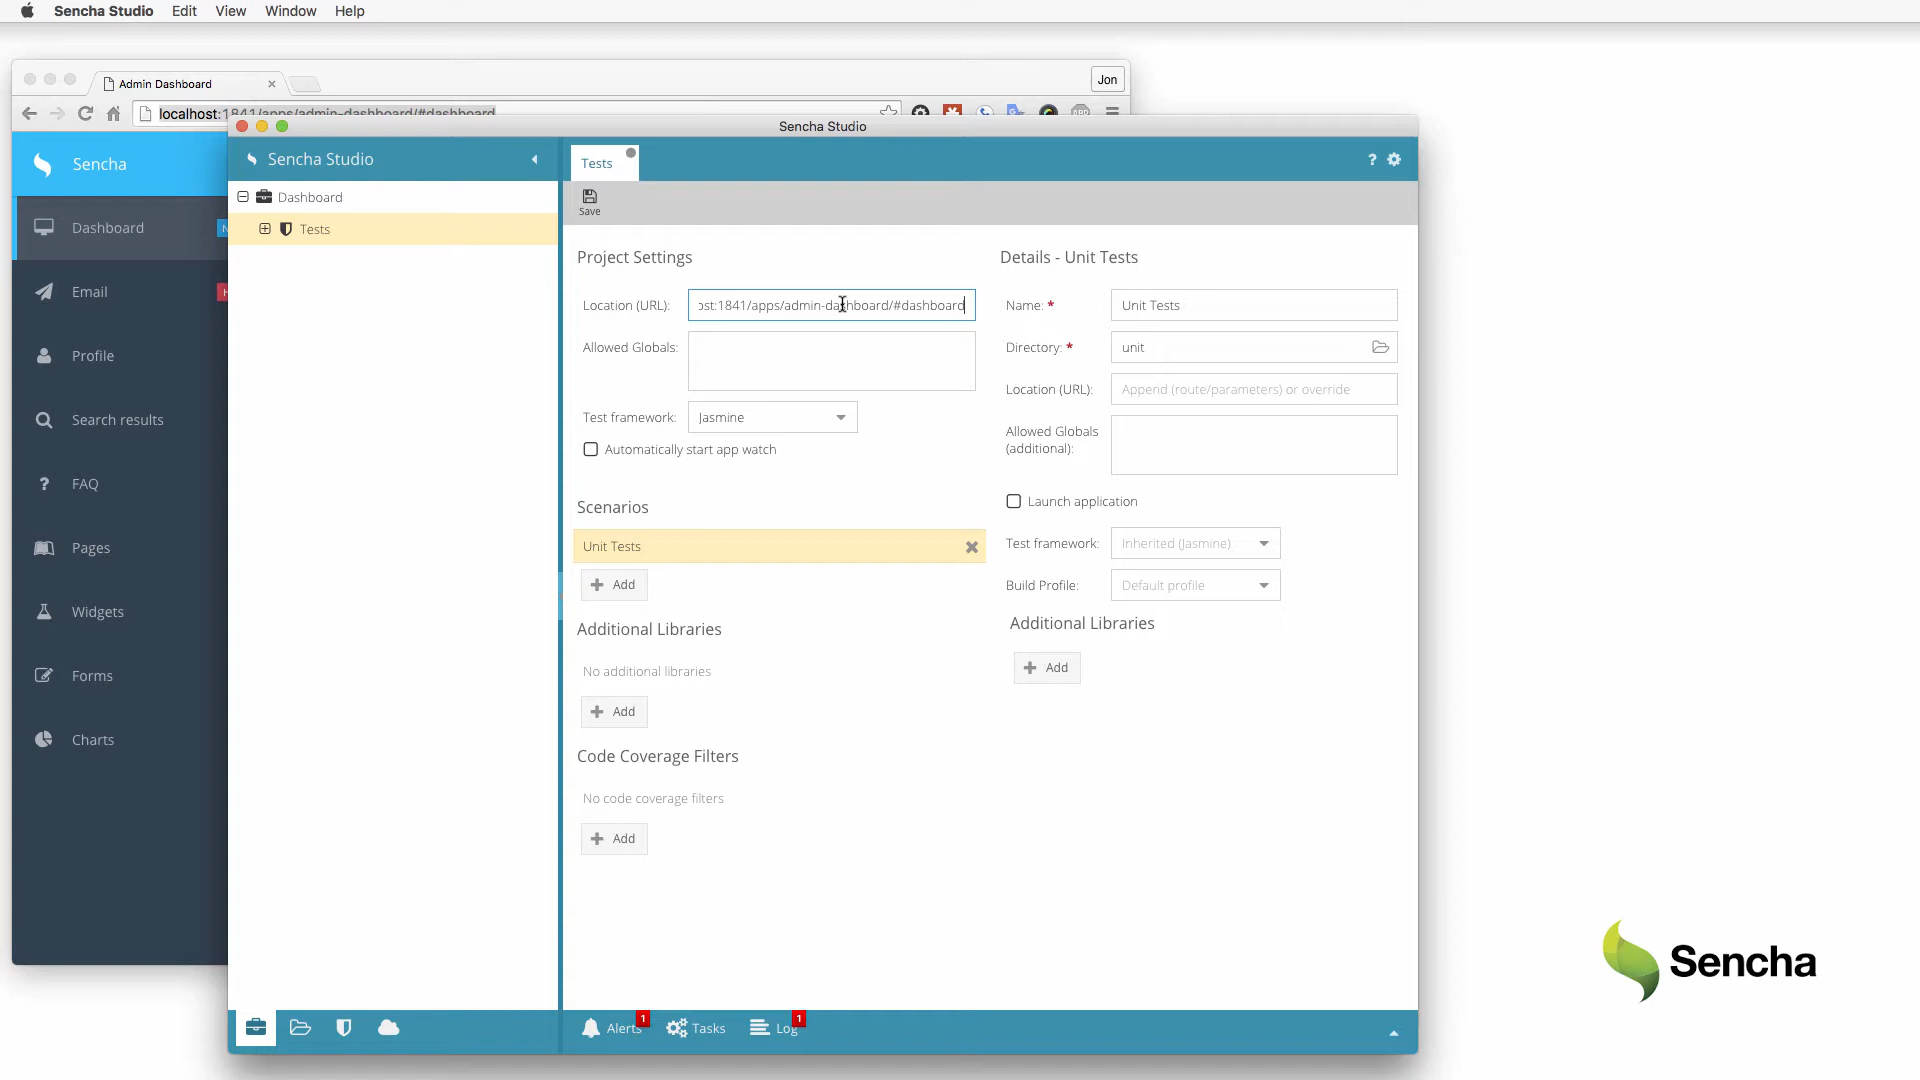 Sencha Studio Edit View Window Help
Admin Dashboard
Jon
localhost:1841/apps/admin-dashboard/#dashboard
Sencha Studio
Sencha
Dashboard
Email
Profile
Search results
FAQ
Pages
Widgets
Forms
Charts
Sencha Studio
Dashboard
Tests
Tests
?
Save
Project Settings
Location (URL): ost:1841/apps/admin-dashboard/#dashboard
Allowed Globals:
Test framework: Jasmine
Automatically start app watch
Scenarios
Unit Tests
Add
Additional Libraries
No additional libraries
Add
Code Coverage Filters
No code coverage filters
Add
Details - Unit Tests
Name: * Unit Tests
Directory: * unit
Location (URL): Append (route/parameters) or override
Allowed Globals
(additional):
Launch application
Test framework: Inherited (Jasmine)
Build Profile: Default profile
Additional Libraries
Add
Alerts 1 Tasks Log 1
Sencha